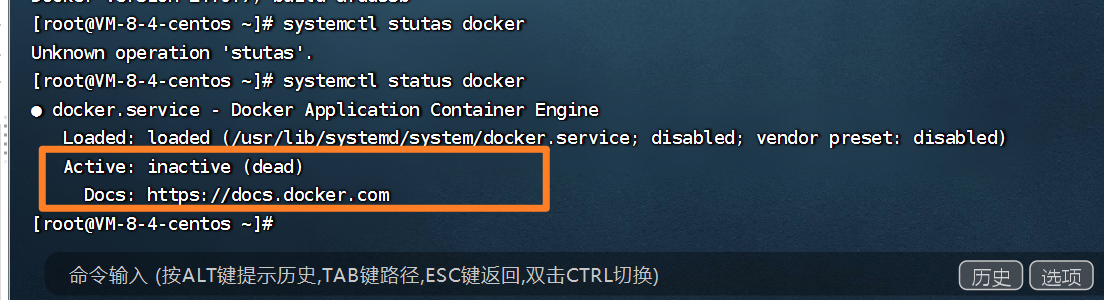 [root@VM-8-4-centos ~]# systemctl stutas docker
Unknown operation 'stutas'.
[root@VM-8-4-centos ~]# systemctl status docker
● docker.service - Docker Application Container Engine
Loaded: loaded (/usr/lib/systemd/system/docker.service; disabled; vendor preset: disabled)
Active: inactive (dead)
Docs: https://docs.docker.com
[root@VM-8-4-centos ~]#
命令输入 (按ALT键提示历史,TAB键路径,ESC键返回,双击CTRL切换)
历史
选项